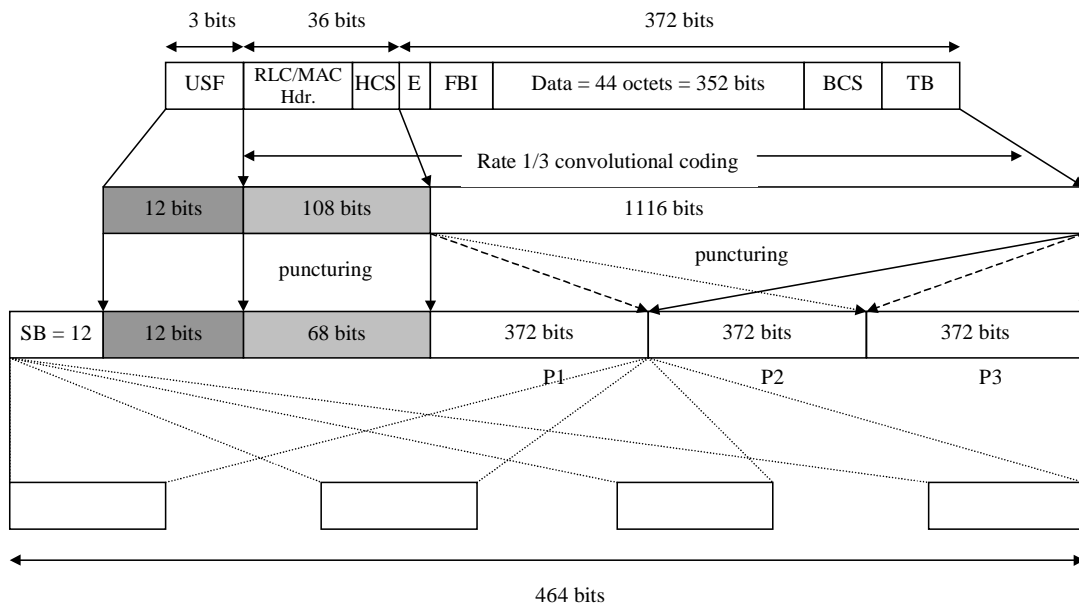 3 bits 36 bits 372 bits
USF RLC/MAC Hdr. HCS E FBI Data = 44 octets = 352 bits BCS TB
Rate 1/3 convolutional coding
12 bits 108 bits 1116 bits
puncturing puncturing
SB = 12 12 bits 68 bits 372 bits 372 bits 372 bits
P1 P2 P3
464 bits